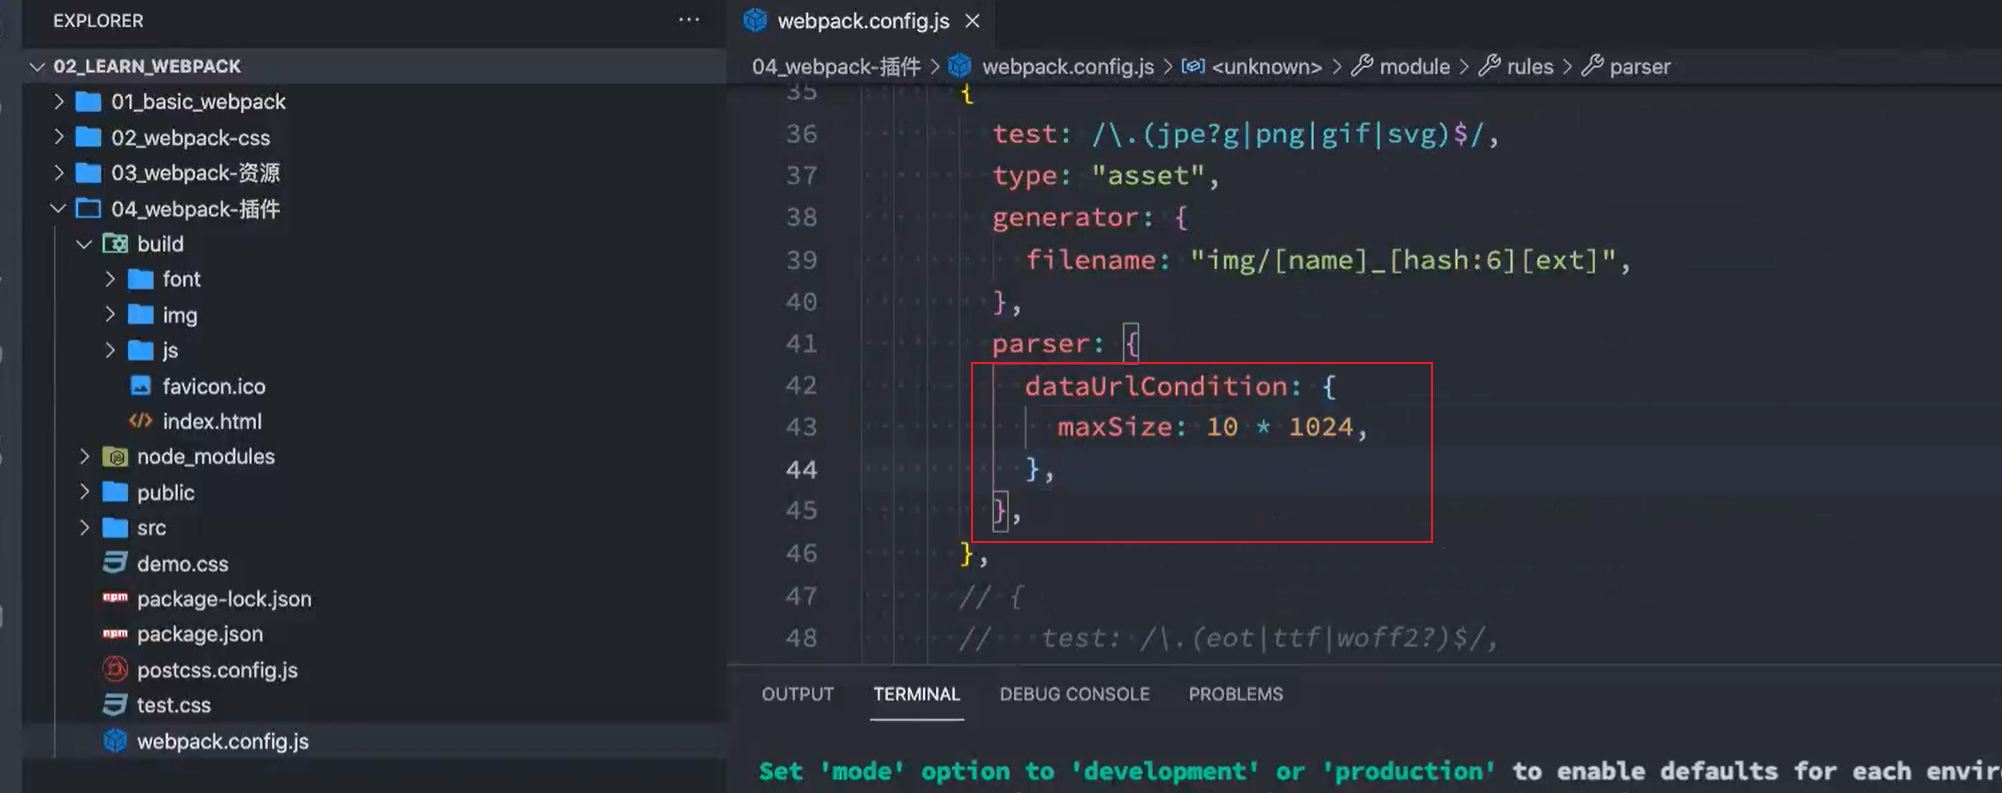 EXPLORER
···
02_LEARN_WEBPACK
01_basic_webpack
02_webpack-css
03_webpack-资源
04_webpack-插件
build
font
img
js
favicon.ico
index.html
node_modules
public
src
demo.css
package-lock.json
package.json
postcss.config.js
test.css
webpack.config.js
webpack.config.js
04_webpack-插件 > webpack.config.js > <unknown> > module > rules > parser
35 {
36 test: /\.(jpe?g|png|gif|svg)$/,
37 type: "asset",
38 generator: {
39 filename: "img/[name]_[hash:6][ext]",
40 },
41 parser: {
42 dataUrlCondition: {
43 maxSize: 10 * 1024,
44 },
45 },
46 },
47 // {
48 // test: /\.(eot|ttf|woff2?)$/,
OUTPUT TERMINAL DEBUG CONSOLE PROBLEMS
Set 'mode' option to 'development' or 'production' to enable defaults for each